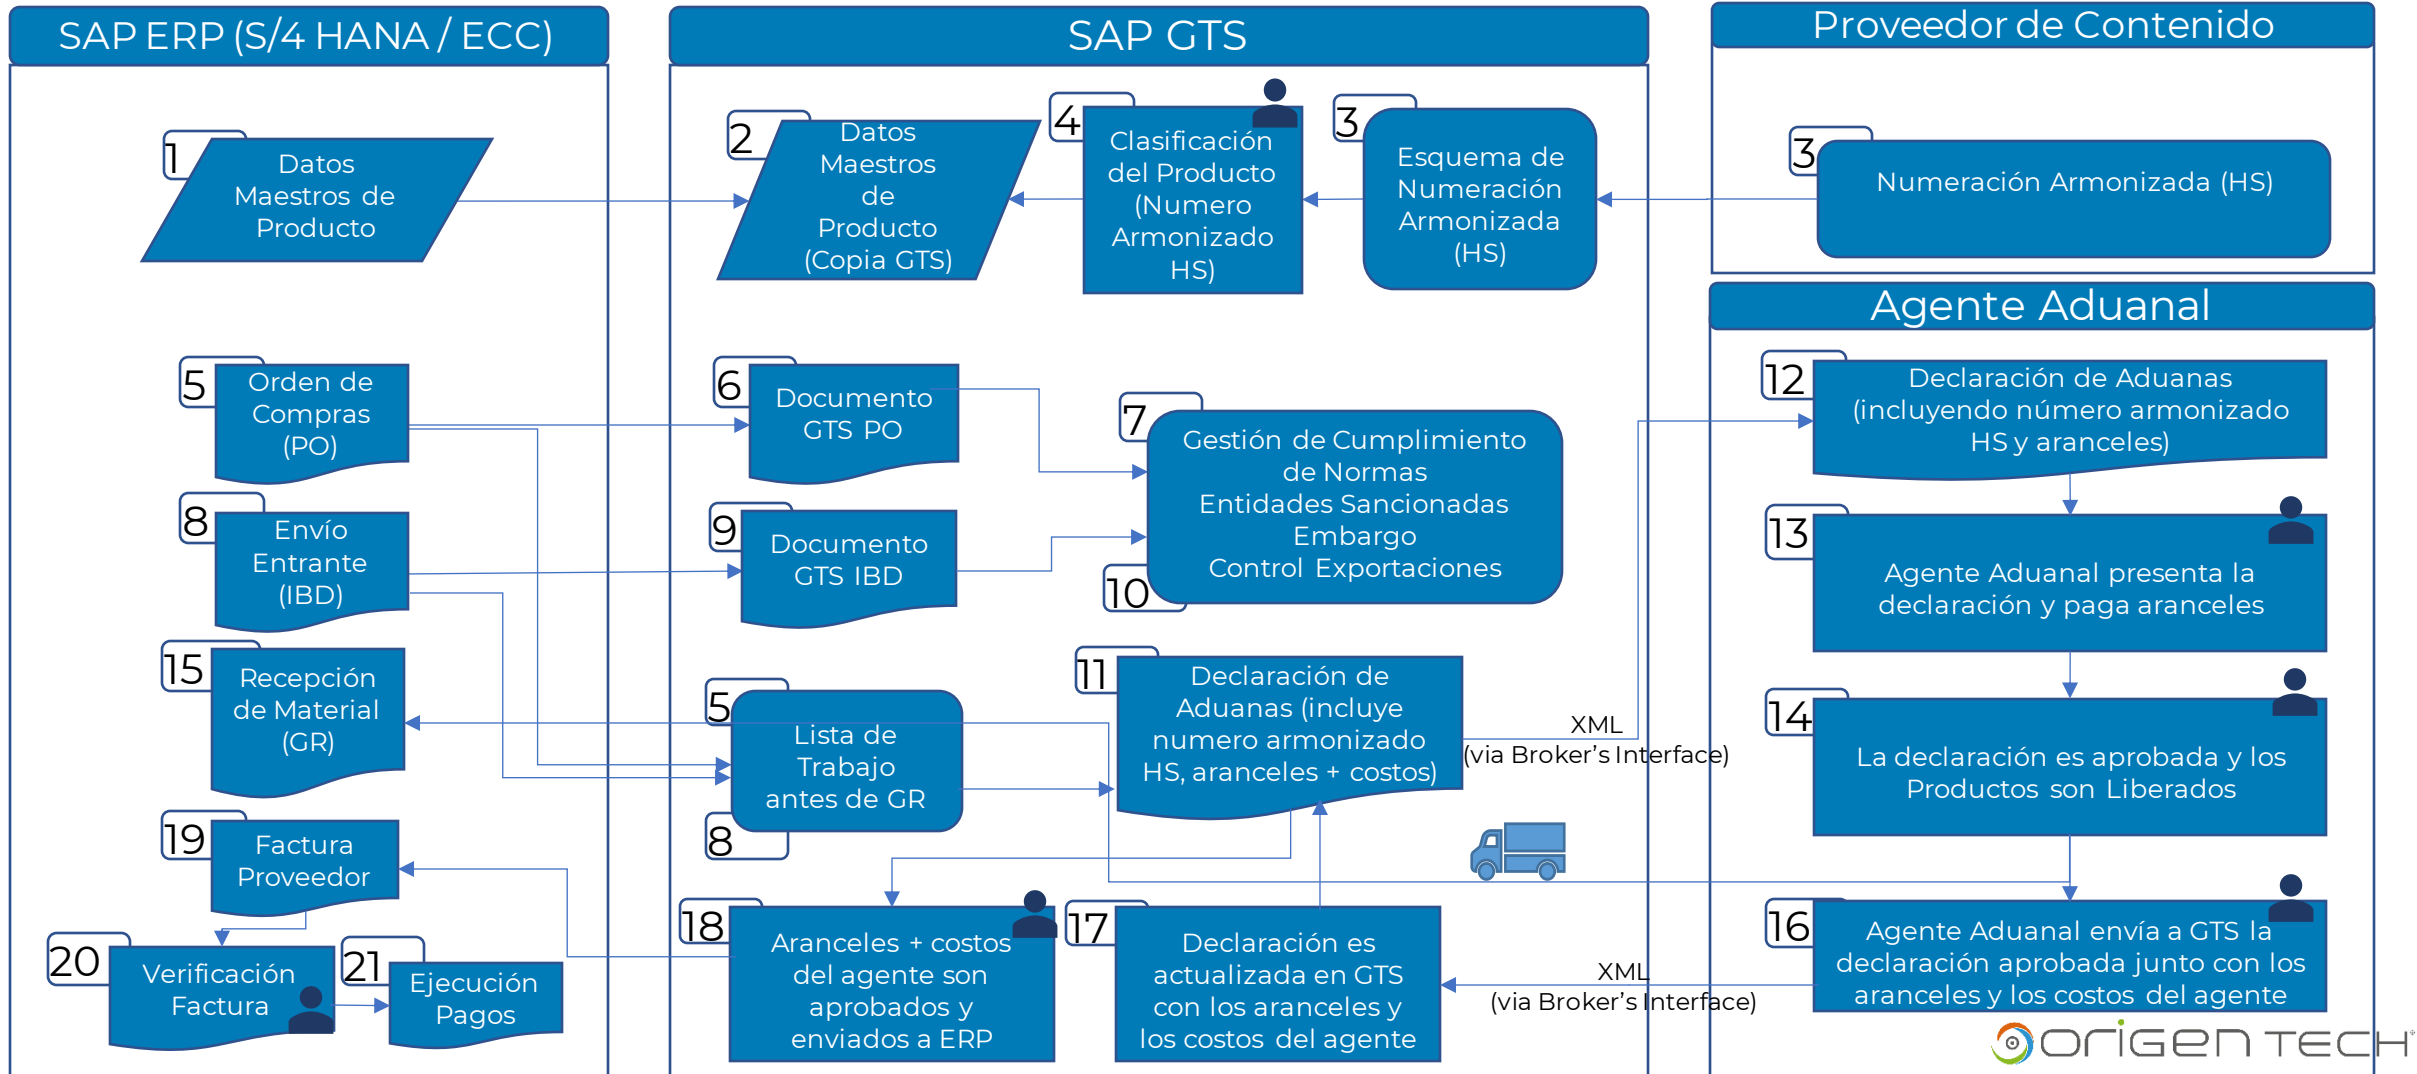 SAP ERP (S/4 HANA / ECC)
1
Datos
Maestros de
Producto
5
Orden de
Compras
(PO)
8
Envío
Entrante
(IBD)
15
Recepción
de Material
(GR)
19
Factura
Proveedor
20
Verificación
Factura
21
Ejecución
Pagos
SAP GTS
2
Datos
Maestros
de
Producto
(Copia GTS)
4
Clasificación
del Producto
(Numero
Armonizado
HS)
3
Esquema de
Numeración
Armonizada
(HS)
6
Documento
GTS PO
7
Gestión de Cumplimiento
de Normas
Entidades Sancionadas
Embargo
Control Exportaciones
10
9
Documento
GTS IBD
5
Lista de
Trabajo
antes de GR
8
11
Declaración de
Aduanas (incluye
numero armonizado
HS, aranceles + costos)
XML
(via Broker’s Interface)
18
Aranceles + costos
del agente son
aprobados y
enviados a ERP
17
Declaración es
actualizada en GTS
con los aranceles y
los costos del agente
XML
(via Broker’s Interface)
Proveedor de Contenido
3
Numeración Armonizada (HS)
Agente Aduanal
12
Declaración de Aduanas
(incluyendo número armonizado
HS y aranceles)
13
Agente Aduanal presenta la
declaración y paga aranceles
14
La declaración es aprobada y los
Productos son Liberados
16
Agente Aduanal envía a GTS la
declaración aprobada junto con los
aranceles y los costos del agente
origen TECH